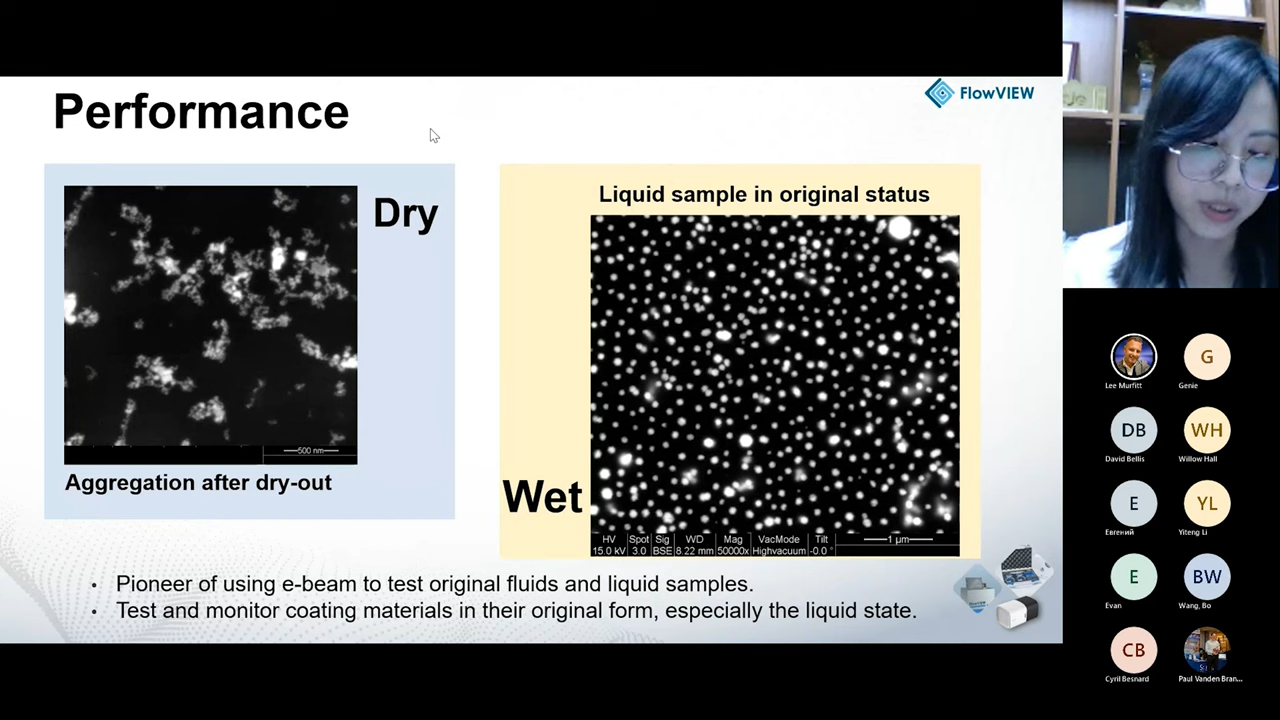 Performance
FlowVIEW
Dry
500 nm
Aggregation after dry-out
Liquid sample in original status
Wet
HV Spot Sig WD Mag VacMode Tilt 1 µm
15.0 kV 3.0 BSE 8.22 mm 50000x Highvacuum -0.0 °
• Pioneer of using e-beam to test original fluids and liquid samples.
• Test and monitor coating materials in their original form, especially the liquid state.
Lee Murfitt
G
Genie
DB
David Bellis
WH
Willow Hall
E
Евгений
YL
Yiteng Li
E
Evan
BW
Wang, Bo
CB
Cyril Besnard
Paul Vanden Bran...